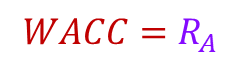 WACC = R_A